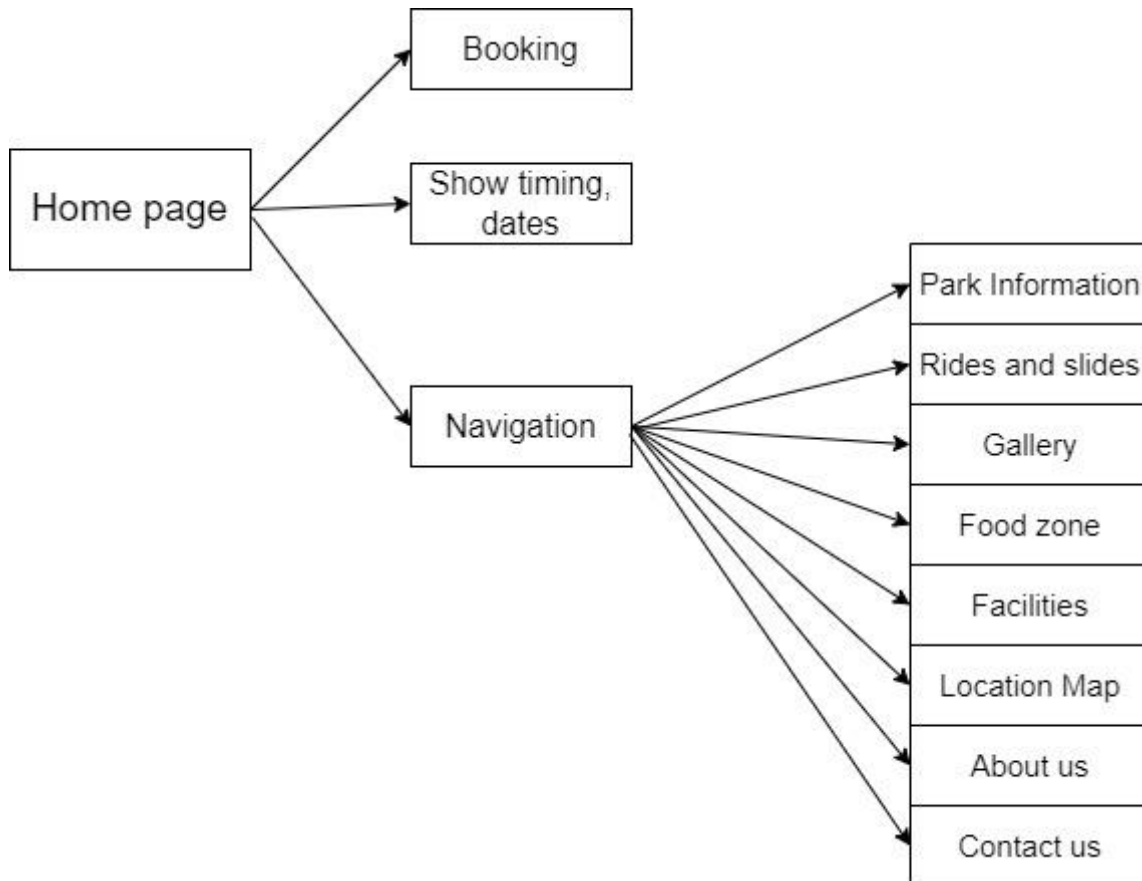 Booking
Home page
Show timing,
dates
Navigation
Park Information
Rides and slides
Gallery
Food zone
Facilities
Location Map
About us
Contact us